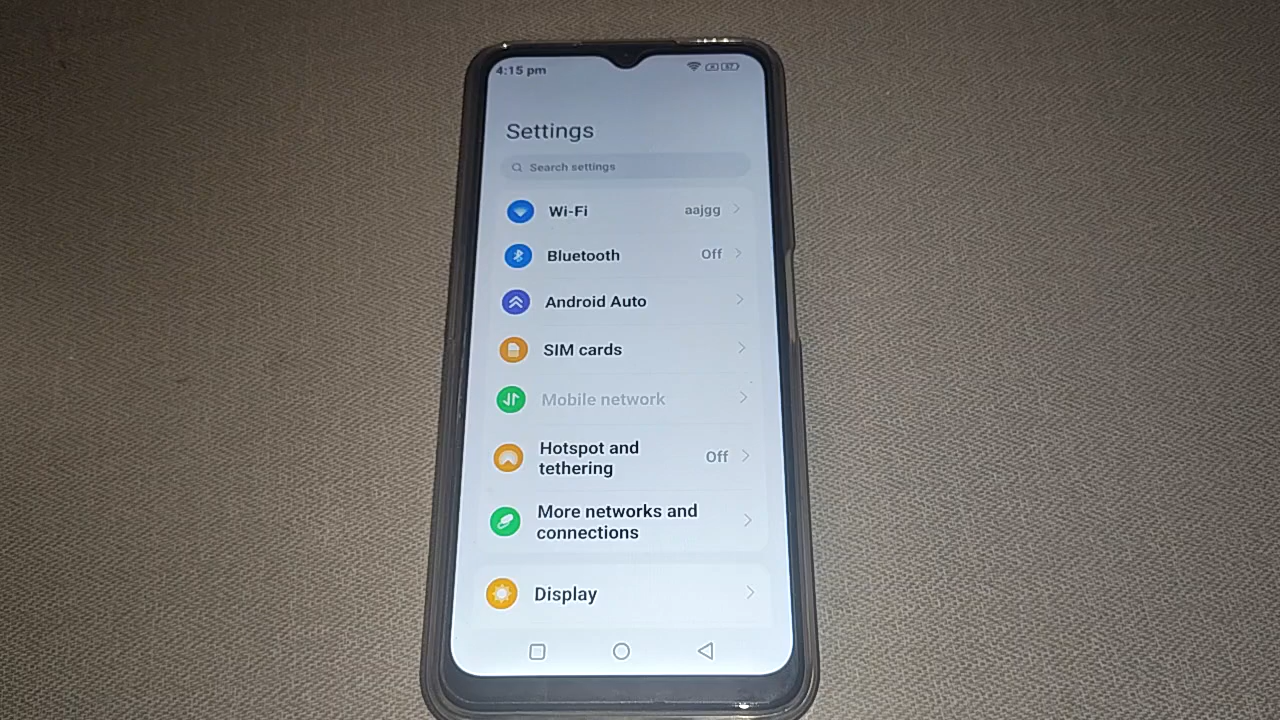 4:15 pm
67
Settings
Search settings
Wi-Fi aajgg
Bluetooth Off
Android Auto
SIM cards
Mobile network
Hotspot and
tethering
Off
More networks and
connections
Display